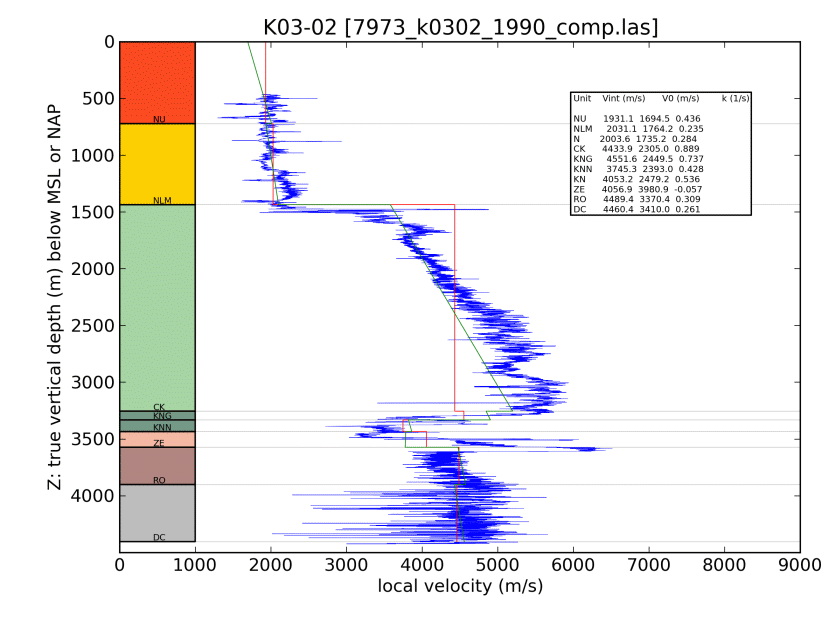 K03-02 [7973_k0302_1990_comp.las]
Z: true vertical depth (m) below MSL or NAP
0
500
1000
1500
2000
2500
3000
3500
4000
NU
NLM
CK
KNG
KNN
ZE
RO
DC
Unit Vint (m/s) V0 (m/s) k (1/s)
NU 1931.1 1694.5 0.436
NLM 2031.1 1764.2 0.235
N 2003.6 1735.2 0.284
CK 4433.9 2305.0 0.889
KNG 4551.6 2449.5 0.737
KNN 3745.3 2393.0 0.428
KN 4053.2 2479.2 0.536
ZE 4056.9 3980.9 -0.057
RO 4489.4 3370.4 0.309
DC 4460.4 3410.0 0.261
0 1000 2000 3000 4000 5000 6000 7000 8000 9000
local velocity (m/s)